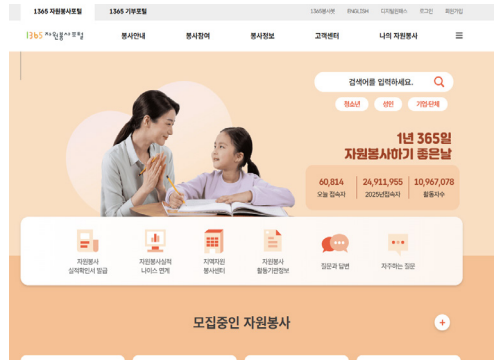 1365 자원봉사포털
1365 기부포털
1365봉사봇
ENGLISH
디지털원패스
로그인
회원가입
1365 자원봉사포털
봉사안내
봉사참여
봉사정보
고객센터
나의 자원봉사
검색어를 입력하세요.
청소년
성인
기업·단체
1년 365일
자원봉사하기 좋은날
60,814
24,911,955
10,967,078
오늘 접속자
2025년접속자
활동자수
자원봉사
실적확인서 발급
자원봉사실적
나이스 연계
지역자원
봉사센터
자원봉사
활동기관정보
질문과 답변
자주하는 질문
모집중인 자원봉사